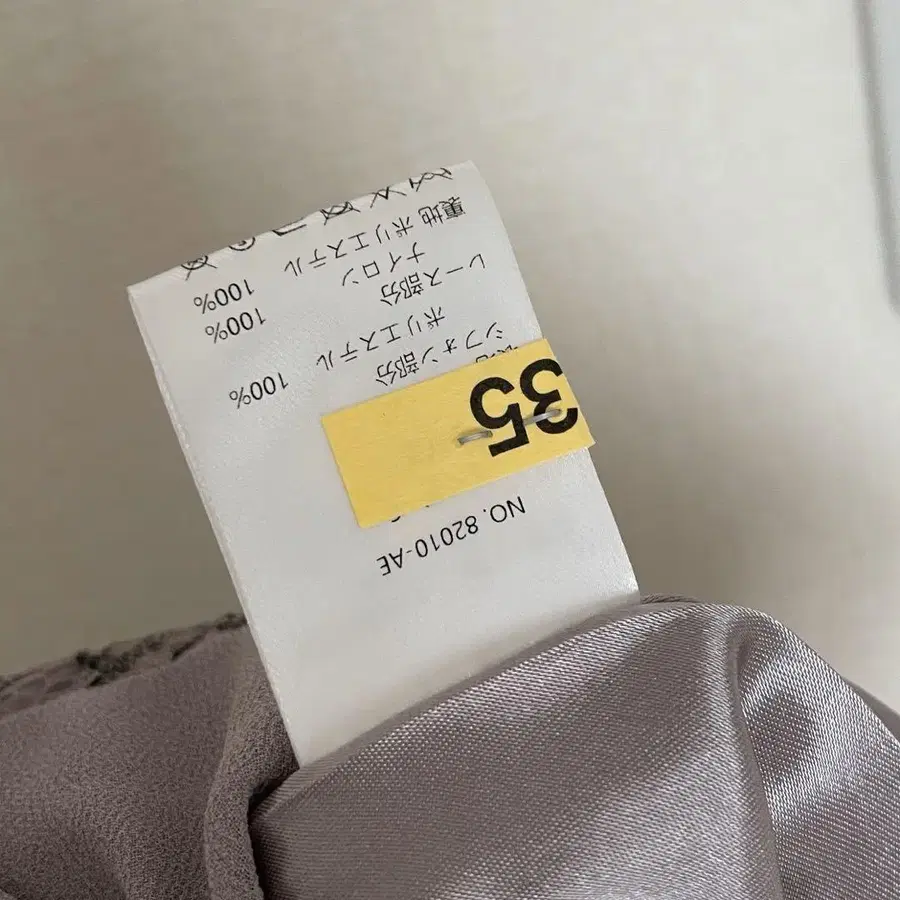 NO. 82010-AE
35
シフォン部分
ポリエステル 100%
レース部分
ナイロン 100%
裏地 ポリエステル 100%